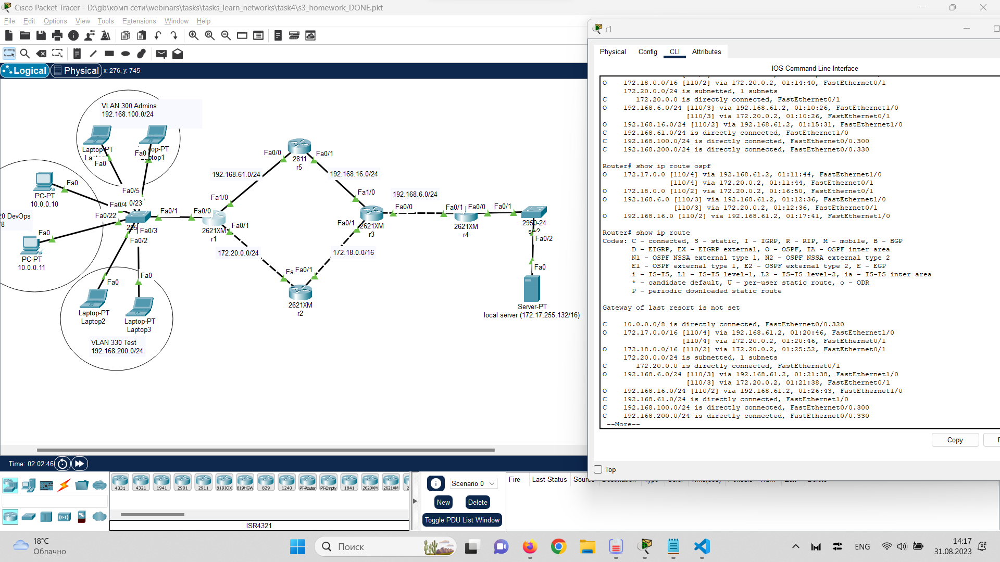 Cisco Packet Tracer - D:\gb\комп сети\webinars\tasks\tasks_learn_networks\task4\s3_homework_DONE.pkt
File Edit Options View Tools Extensions Window Help
Logical Physical x: 276, y: 745
VLAN 300 Admins
192.168.100.0/24
Laptop-PT
Fa0
op-PT
ptop1
Fa0
Fa0
PC-PT
10.0.0.10
Fa0/5
Fa0/4 0/23
20 DevOps
Fa0/22
Fa0/1
Fa0/0
Fa0/3
Fa0/2
Fa0
PC-PT
10.0.0.11
Fa0
Fa0
Laptop-PT
Laptop2
Laptop-PT
Laptop3
VLAN 330 Test
192.168.200.0/24
Fa0/0
Fa0/1
2811
r5
192.168.61.0/24
192.168.16.0/24
Fa1/0
Fa1/0
192.168.6.0/24
2621XM
r1
Fa0/1
Fa0/1
2621XM
r3
Fa0/0
Fa0/1
Fa0/0
Fa0/1
2621XM
r4
2950-24
sw2
Fa0/2
Fa0
172.20.0.0/24
172.18.0.0/16
Fa
Fa0/1
2621XM
r2
Server-PT
local server (172.17.255.132/16)
r1
Physical Config CLI Attributes
IOS Command Line Interface
O 172.18.0.0/16 [110/2] via 172.20.0.2, 01:14:40, FastEthernet0/1
172.20.0.0/24 is subnetted, 1 subnets
C 172.20.0.0 is directly connected, FastEthernet0/1
O 192.168.6.0/24 [110/3] via 192.168.61.2, 01:10:26, FastEthernet1/0
[110/3] via 172.20.0.2, 01:10:26, FastEthernet0/1
O 192.168.16.0/24 [110/2] via 192.168.61.2, 01:15:31, FastEthernet1/0
C 192.168.61.0/24 is directly connected, FastEthernet1/0
C 192.168.100.0/24 is directly connected, FastEthernet0/0.300
C 192.168.200.0/24 is directly connected, FastEthernet0/0.330
Router# show ip route ospf
O 172.17.0.0 [110/4] via 192.168.61.2, 01:11:44, FastEthernet1/0
[110/4] via 172.20.0.2, 01:11:44, FastEthernet0/1
O 172.18.0.0 [110/2] via 172.20.0.2, 01:16:50, FastEthernet0/1
O 192.168.6.0 [110/3] via 192.168.61.2, 01:12:36, FastEthernet1/0
[110/3] via 172.20.0.2, 01:12:36, FastEthernet0/1
O 192.168.16.0 [110/2] via 192.168.61.2, 01:17:41, FastEthernet1/0
Router# show ip route
Codes: C - connected, S - static, I - IGRP, R - RIP, M - mobile, B - BGP
D - EIGRP, EX - EIGRP external, O - OSPF, IA - OSPF inter area
N1 - OSPF NSSA external type 1, N2 - OSPF NSSA external type 2
E1 - OSPF external type 1, E2 - OSPF external type 2, E - EGP
i - IS-IS, L1 - IS-IS level-1, L2 - IS-IS level-2, ia - IS-IS inter area
* - candidate default, U - per-user static route, o - ODR
P - periodic downloaded static route
Gateway of last resort is not set
C 10.0.0.0/8 is directly connected, FastEthernet0/0.320
O 172.17.0.0/16 [110/4] via 192.168.61.2, 01:20:46, FastEthernet1/0
[110/4] via 172.20.0.2, 01:20:46, FastEthernet0/1
O 172.18.0.0/16 [110/2] via 172.20.0.2, 01:25:52, FastEthernet0/1
172.20.0.0/24 is subnetted, 1 subnets
C 172.20.0.0 is directly connected, FastEthernet0/1
O 192.168.6.0/24 [110/3] via 192.168.61.2, 01:21:38, FastEthernet1/0
[110/3] via 172.20.0.2, 01:21:38, FastEthernet0/1
O 192.168.16.0/24 [110/2] via 192.168.61.2, 01:26:43, FastEthernet1/0
C 192.168.61.0/24 is directly connected, FastEthernet1/0
C 192.168.100.0/24 is directly connected, FastEthernet0/0.300
C 192.168.200.0/24 is directly connected, FastEthernet0/0.330
--More--
Copy
Top
Time: 02:02:46
4331 4321 1941 2901 2911 819IOX 819HGW 829 1240 PT-Router PT-Empty 1841 2620XM 2621XM
ISR4321
Scenario 0
New Delete
Toggle PDU List Window
Fire Last Status Source
18°C
Облачно
Поиск
ENG
14:17
31.08.2023